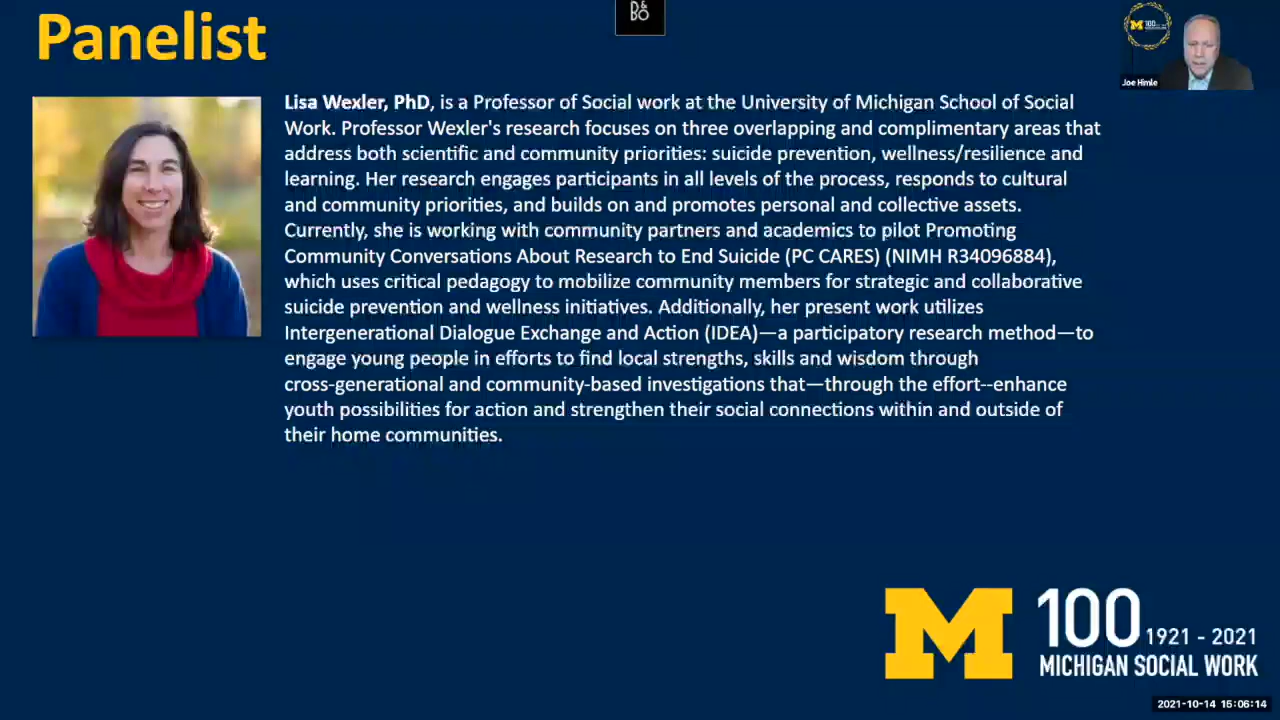 Panelist
D&
BO
M 100
Joe Himle
Lisa Wexler, PhD, is a Professor of Social work at the University of Michigan School of Social
Work. Professor Wexler's research focuses on three overlapping and complimentary areas that
address both scientific and community priorities: suicide prevention, wellness/resilience and
learning. Her research engages participants in all levels of the process, responds to cultural
and community priorities, and builds on and promotes personal and collective assets.
Currently, she is working with community partners and academics to pilot Promoting
Community Conversations About Research to End Suicide (PC CARES) (NIMH R34096884),
which uses critical pedagogy to mobilize community members for strategic and collaborative
suicide prevention and wellness initiatives. Additionally, her present work utilizes
Intergenerational Dialogue Exchange and Action (IDEA)—a participatory research method—to
engage young people in efforts to find local strengths, skills and wisdom through
cross-generational and community-based investigations that—through the effort--enhance
youth possibilities for action and strengthen their social connections within and outside of
their home communities.
M 100 1921 - 2021
MICHIGAN SOCIAL WORK
2021-10-14 15:06:14